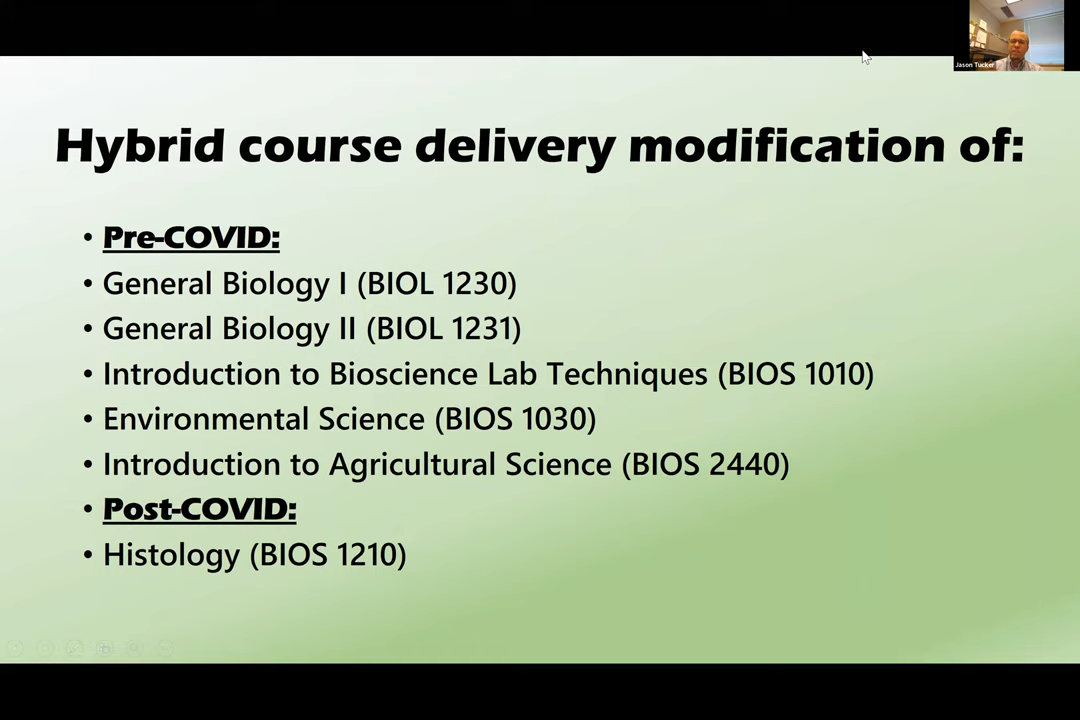 Jason Tucker
Hybrid course delivery modification of:
• Pre-COVID:
• General Biology I (BIOL 1230)
• General Biology II (BIOL 1231)
• Introduction to Bioscience Lab Techniques (BIOS 1010)
• Environmental Science (BIOS 1030)
• Introduction to Agricultural Science (BIOS 2440)
• Post-COVID:
• Histology (BIOS 1210)